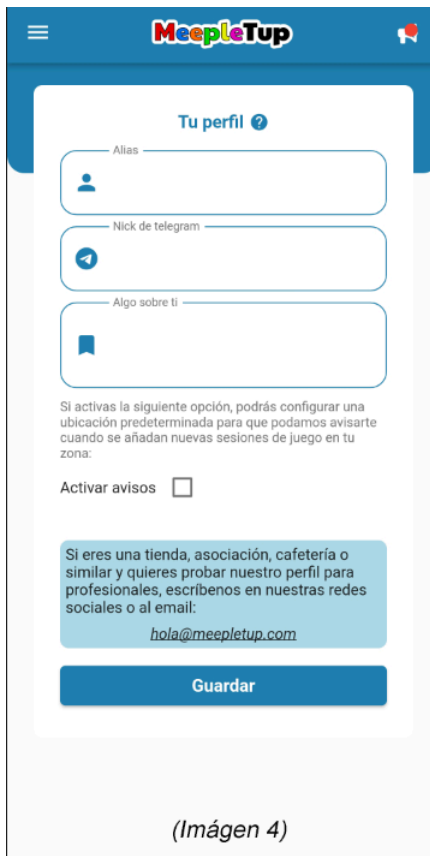 MeepleTup
Tu perfil ?
Alias
Nick de telegram
Algo sobre ti
Si activas la siguiente opción, podrás configurar una
ubicación predeterminada para que podamos avisarte
cuando se añadan nuevas sesiones de juego en tu
zona:
Activar avisos
Si eres una tienda, asociación, cafetería o
similar y quieres probar nuestro perfil para
profesionales, escríbenos en nuestras redes
sociales o al email:
hola@meepletup.com
Guardar
(Imágen 4)